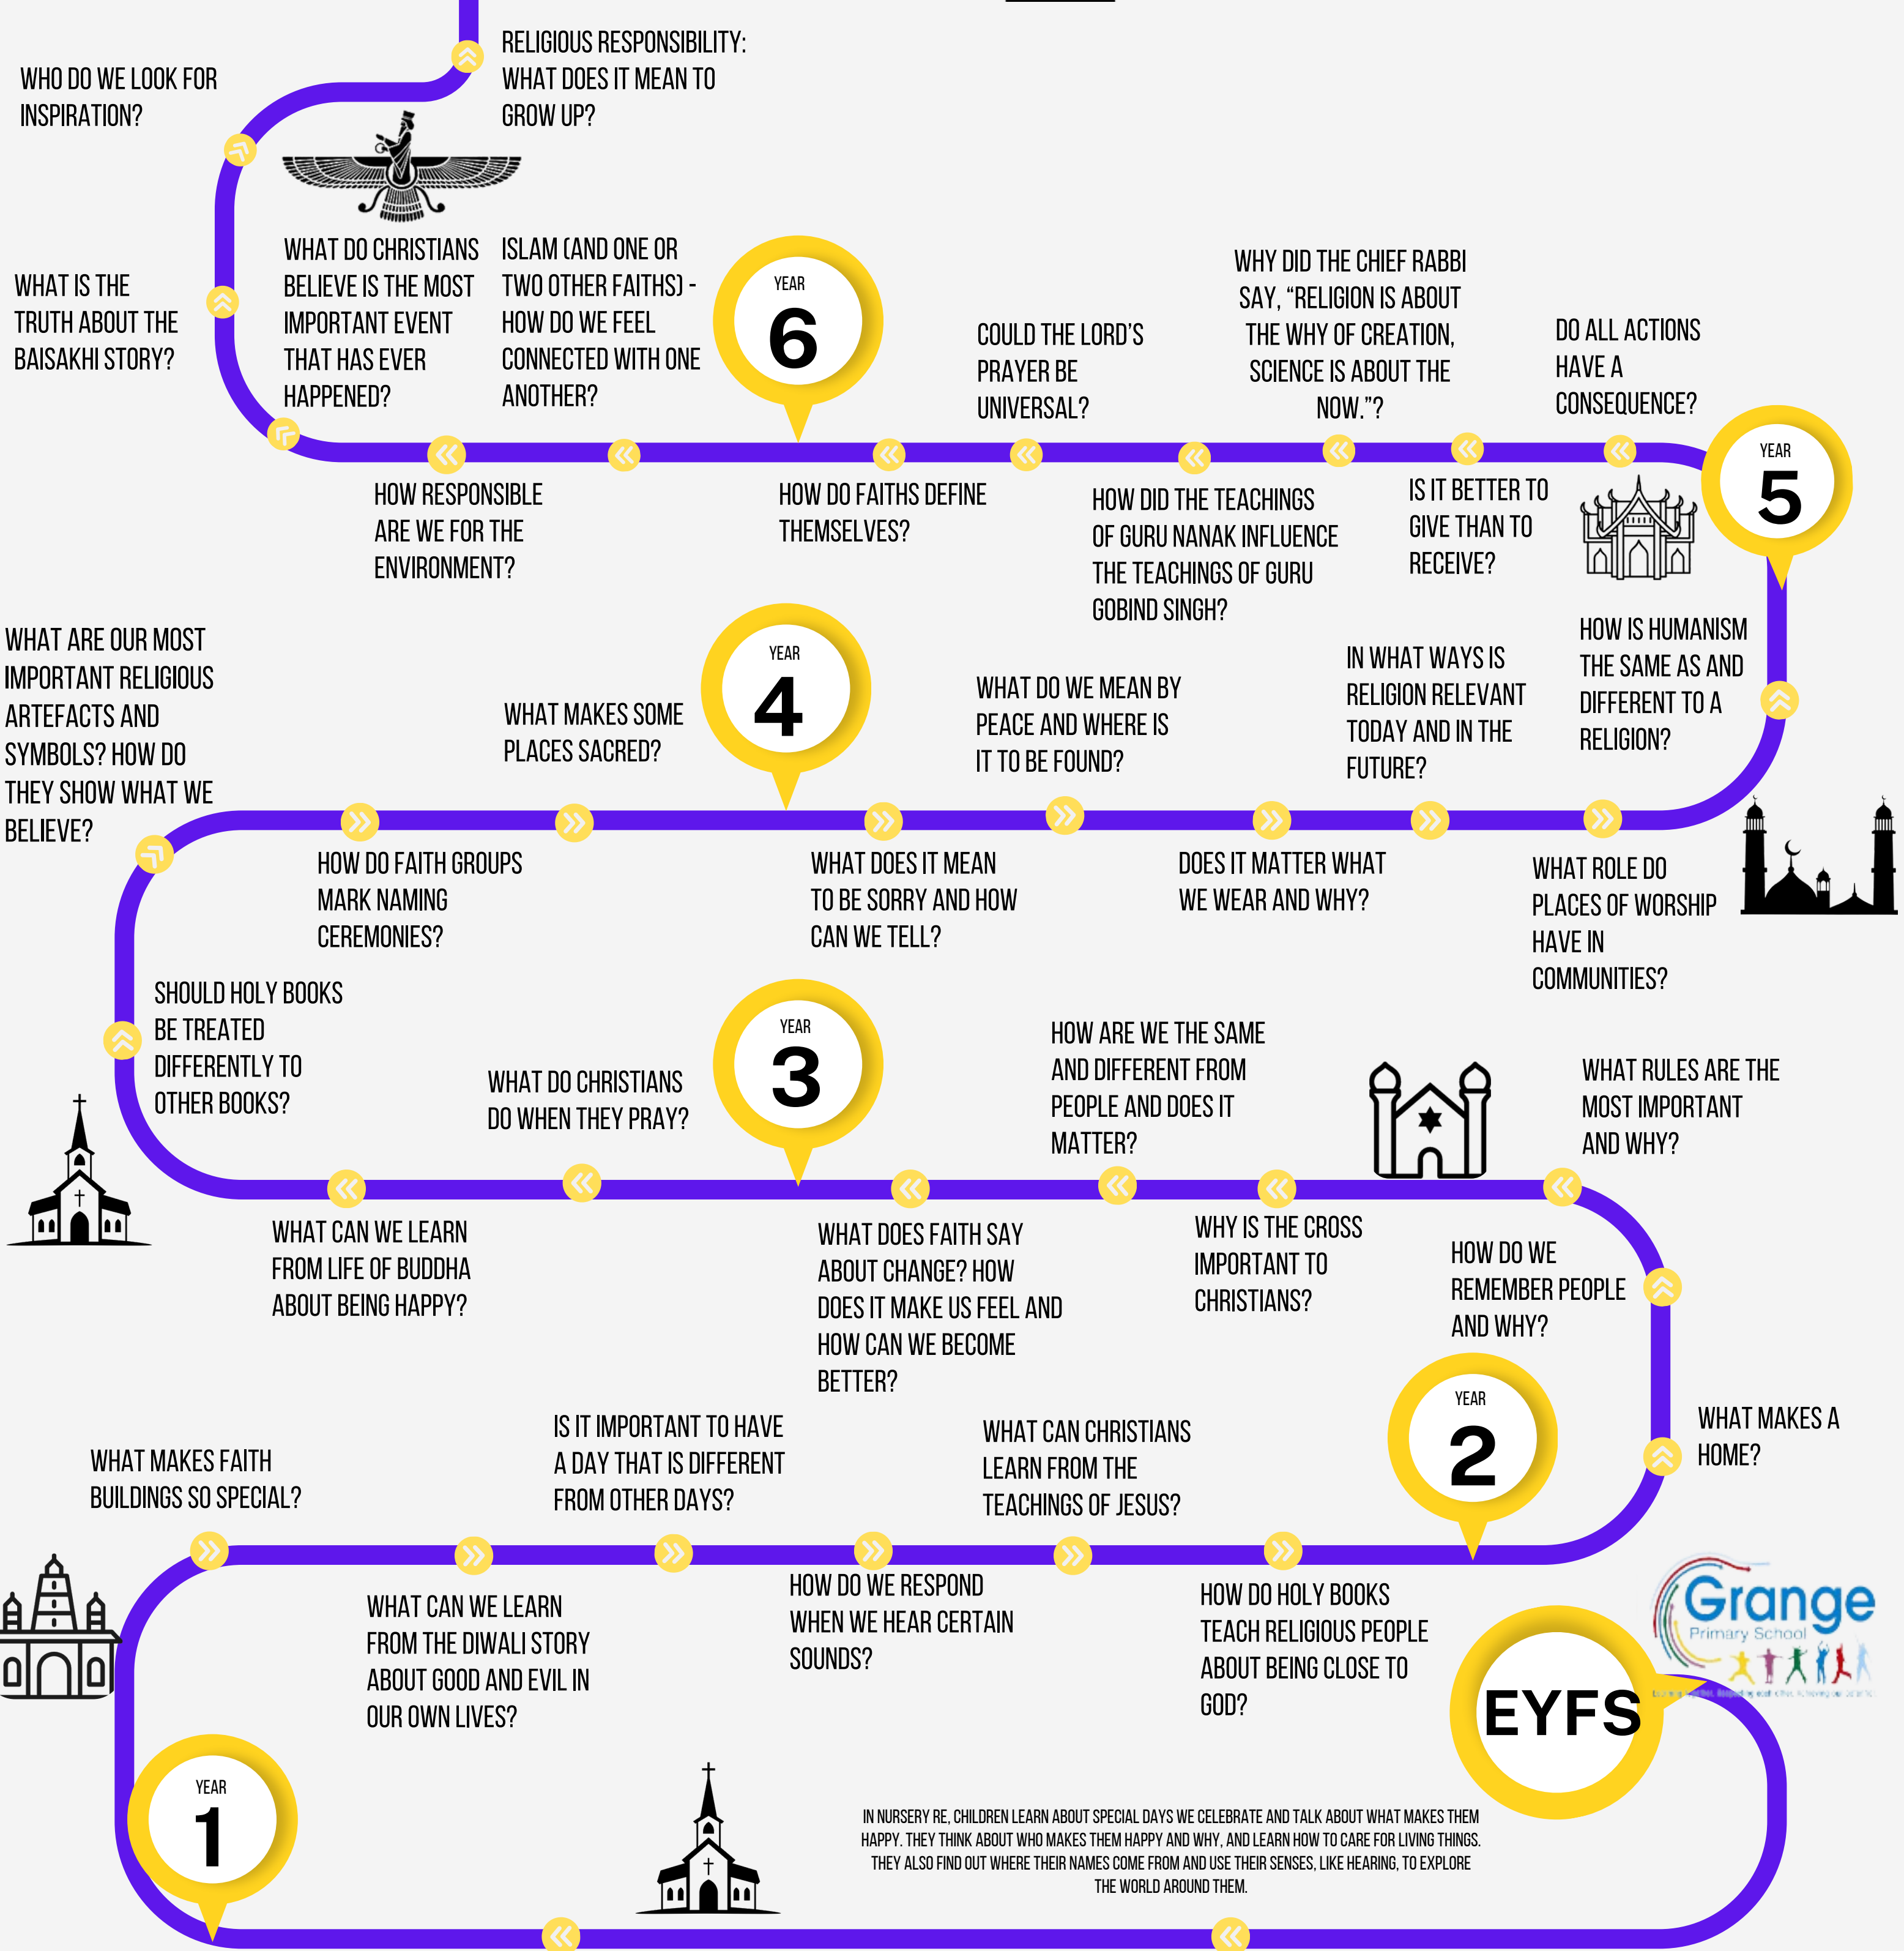 RELIGIOUS RESPONSIBILITY:
WHAT DOES IT MEAN TO
GROW UP?
WHO DO WE LOOK FOR
INSPIRATION?
WHAT IS THE
TRUTH ABOUT THE
BAISAKHI STORY?
WHAT DO CHRISTIANS
BELIEVE IS THE MOST
IMPORTANT EVENT
THAT HAS EVER
HAPPENED?
ISLAM (AND ONE OR
TWO OTHER FAITHS) -
HOW DO WE FEEL
CONNECTED WITH ONE
ANOTHER?
YEAR
6
COULD THE LORD'S
PRAYER BE
UNIVERSAL?
WHY DID THE CHIEF RABBI
SAY, “RELIGION IS ABOUT
THE WHY OF CREATION,
SCIENCE IS ABOUT THE
NOW.”?
DO ALL ACTIONS
HAVE A
CONSEQUENCE?
YEAR
5
HOW RESPONSIBLE
ARE WE FOR THE
ENVIRONMENT?
HOW DO FAITHS DEFINE
THEMSELVES?
HOW DID THE TEACHINGS
OF GURU NANAK INFLUENCE
THE TEACHINGS OF GURU
GOBIND SINGH?
IS IT BETTER TO
GIVE THAN TO
RECEIVE?
WHAT ARE OUR MOST
IMPORTANT RELIGIOUS
ARTEFACTS AND
SYMBOLS? HOW DO
THEY SHOW WHAT WE
BELIEVE?
WHAT MAKES SOME
PLACES SACRED?
YEAR
4
WHAT DO WE MEAN BY
PEACE AND WHERE IS
IT TO BE FOUND?
IN WHAT WAYS IS
RELIGION RELEVANT
TODAY AND IN THE
FUTURE?
HOW IS HUMANISM
THE SAME AS AND
DIFFERENT TO A
RELIGION?
HOW DO FAITH GROUPS
MARK NAMING
CEREMONIES?
WHAT DOES IT MEAN
TO BE SORRY AND HOW
CAN WE TELL?
DOES IT MATTER WHAT
WE WEAR AND WHY?
WHAT ROLE DO
PLACES OF WORSHIP
HAVE IN
COMMUNITIES?
SHOULD HOLY BOOKS
BE TREATED
DIFFERENTLY TO
OTHER BOOKS?
WHAT DO CHRISTIANS
DO WHEN THEY PRAY?
YEAR
3
HOW ARE WE THE SAME
AND DIFFERENT FROM
PEOPLE AND DOES IT
MATTER?
WHAT RULES ARE THE
MOST IMPORTANT
AND WHY?
WHAT CAN WE LEARN
FROM LIFE OF BUDDHA
ABOUT BEING HAPPY?
WHAT DOES FAITH SAY
ABOUT CHANGE? HOW
DOES IT MAKE US FEEL AND
HOW CAN WE BECOME
BETTER?
WHY IS THE CROSS
IMPORTANT TO
CHRISTIANS?
HOW DO WE
REMEMBER PEOPLE
AND WHY?
YEAR
2
WHAT MAKES A
HOME?
WHAT MAKES FAITH
BUILDINGS SO SPECIAL?
IS IT IMPORTANT TO HAVE
A DAY THAT IS DIFFERENT
FROM OTHER DAYS?
WHAT CAN CHRISTIANS
LEARN FROM THE
TEACHINGS OF JESUS?
WHAT CAN WE LEARN
FROM THE DIWALI STORY
ABOUT GOOD AND EVIL IN
OUR OWN LIVES?
HOW DO WE RESPOND
WHEN WE HEAR CERTAIN
SOUNDS?
HOW DO HOLY BOOKS
TEACH RELIGIOUS PEOPLE
ABOUT BEING CLOSE TO
GOD?
Grange
Primary School
EYFS
YEAR
1
IN NURSERY RE, CHILDREN LEARN ABOUT SPECIAL DAYS WE CELEBRATE AND TALK ABOUT WHAT MAKES THEM
HAPPY. THEY THINK ABOUT WHO MAKES THEM HAPPY AND WHY, AND LEARN HOW TO CARE FOR LIVING THINGS.
THEY ALSO FIND OUT WHERE THEIR NAMES COME FROM AND USE THEIR SENSES, LIKE HEARING, TO EXPLORE
THE WORLD AROUND THEM.